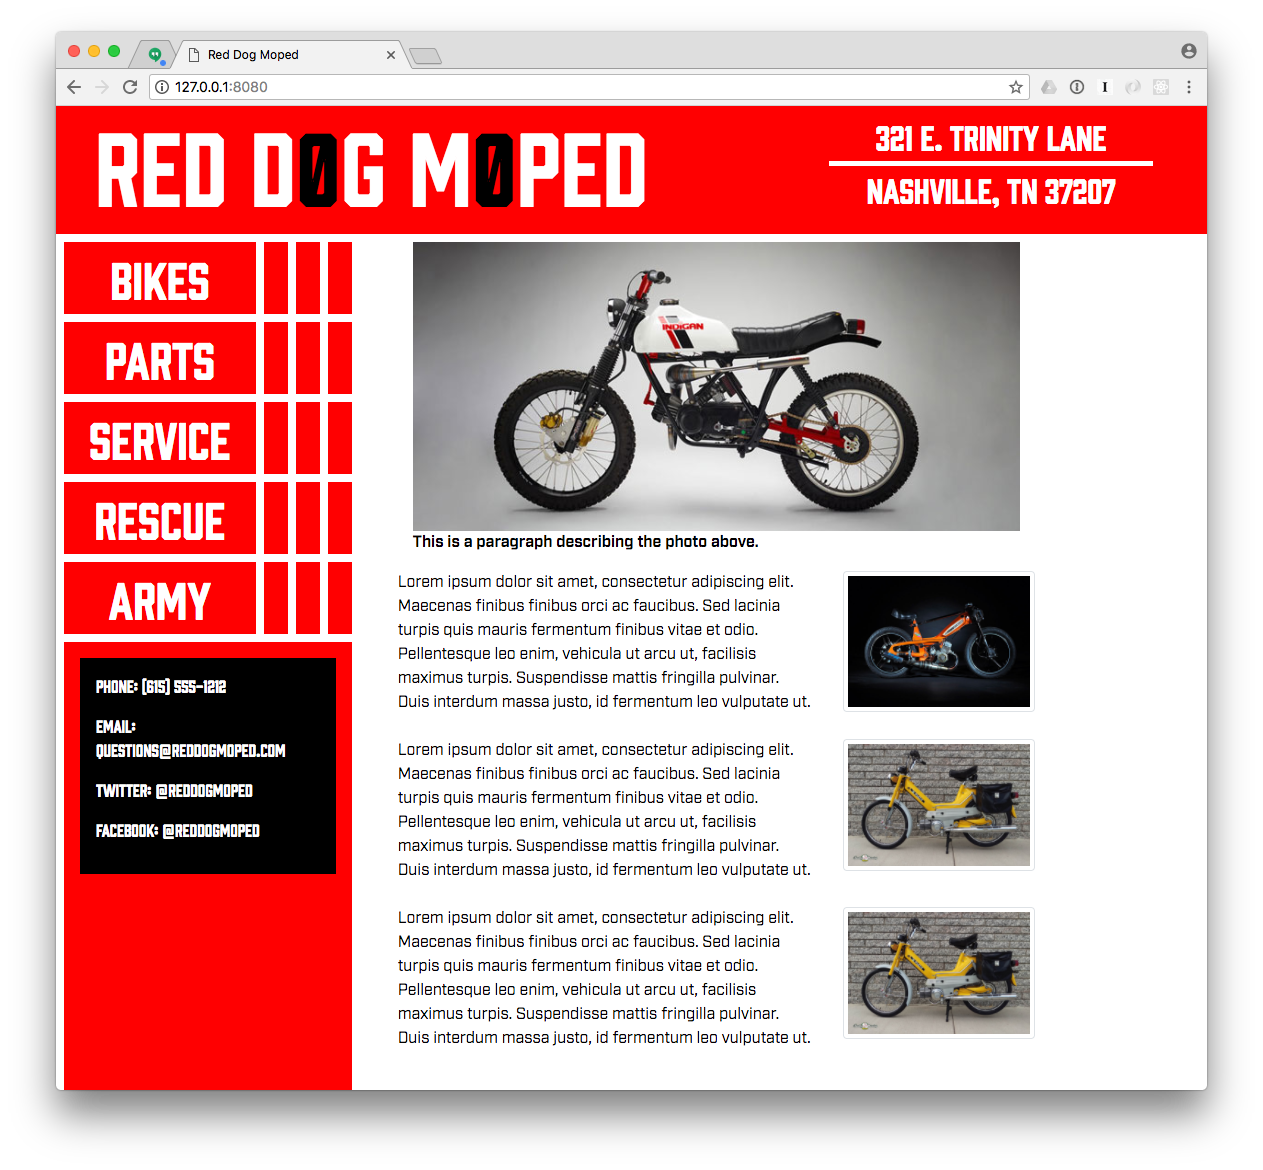 Red Dog Moped
127.0.0.1:8080
RED D0G M0PED
321 E. TRINITY LANE
NASHVILLE, TN 37207
BIKES
PARTS
SERVICE
RESCUE
ARMY
PHONE: (615) 555-1212
EMAIL:
QUESTIONS@REDDOGMOPED.COM
TWITTER: @REDDOGMOPED
FACEBOOK: @REDDOGMOPED
INDIGAN
This is a paragraph describing the photo above.
Lorem ipsum dolor sit amet, consectetur adipiscing elit.
Maecenas finibus finibus orci ac faucibus. Sed lacinia
turpis quis mauris fermentum finibus vitae et odio.
Pellentesque leo enim, vehicula ut arcu ut, facilisis
maximus turpis. Suspendisse mattis fringilla pulvinar.
Duis interdum massa justo, id fermentum leo vulputate ut.
Lorem ipsum dolor sit amet, consectetur adipiscing elit.
Maecenas finibus finibus orci ac faucibus. Sed lacinia
turpis quis mauris fermentum finibus vitae et odio.
Pellentesque leo enim, vehicula ut arcu ut, facilisis
maximus turpis. Suspendisse mattis fringilla pulvinar.
Duis interdum massa justo, id fermentum leo vulputate ut.
Lorem ipsum dolor sit amet, consectetur adipiscing elit.
Maecenas finibus finibus orci ac faucibus. Sed lacinia
turpis quis mauris fermentum finibus vitae et odio.
Pellentesque leo enim, vehicula ut arcu ut, facilisis
maximus turpis. Suspendisse mattis fringilla pulvinar.
Duis interdum massa justo, id fermentum leo vulputate ut.